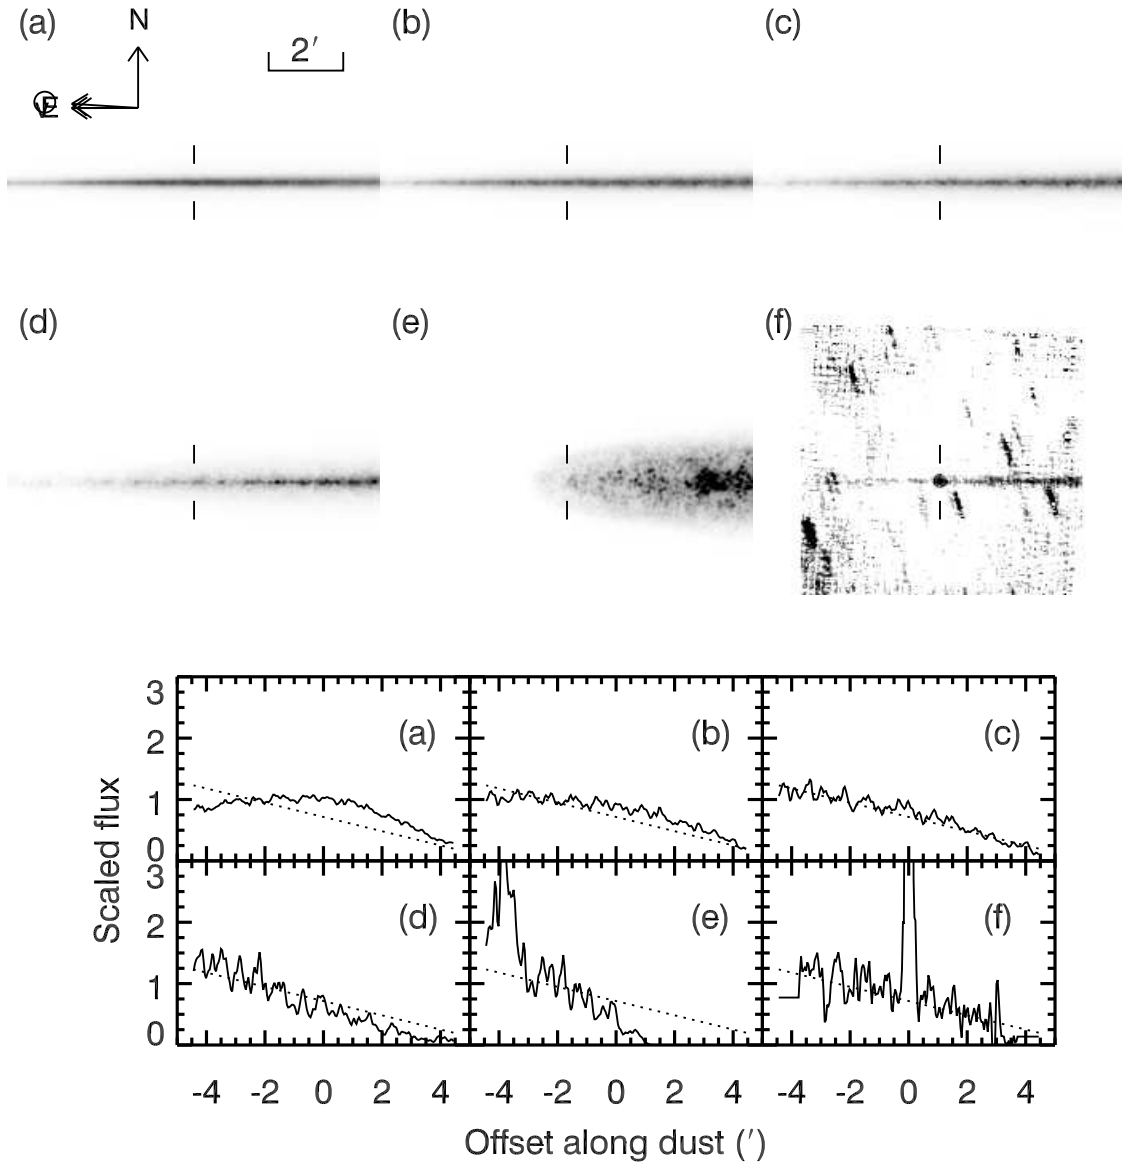 (a) N 2′ (b) (c)
E
(d) (e) (f)
3 (a) (b) (c)
2
1
0
3 (d) (e) (f)
2
1
0
Scaled flux
-4 -2 0 2 4 -4 -2 0 2 4 -4 -2 0 2 4
Offset along dust (′)